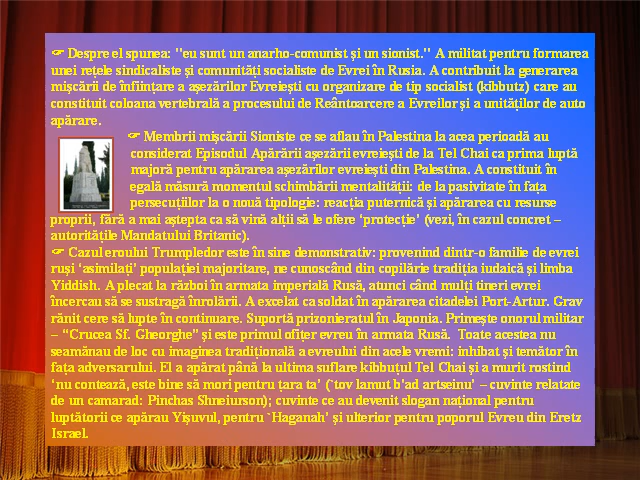 ☞ Despre el spunea: "eu sunt un anarho-comunist şi un sionist." A militat pentru formarea
unei reţele sindicaliste şi comunităţi socialiste de Evrei în Rusia. A contribuit la generarea
mişcării de înfiinţare a aşezărilor Evreieşti cu organizare de tip socialist (kibbutz) care au
constituit coloana vertebrală a procesului de Reântoarcere a Evreilor şi a unităţilor de auto
apărare.
☞ Membrii mişcării Sioniste ce se aflau în Palestina la acea perioadă au
considerat Episodul Apărării aşezării evreieşti de la Tel Chai ca prima luptă
majoră pentru apărarea aşezărilor evreieşti din Palestina. A constituit în
egală măsură momentul schimbării mentalităţii: de la pasivitate în faţa
persecuţiilor la o nouă tipologie: reacţia puternică şi apărarea cu resurse
proprii, fără a mai aştepta ca să vină alţii să le ofere ‘protecţie’ (vezi, în cazul concret –
autorităţile Mandatului Britanic).
☞ Cazul eroului Trumpledor este în sine demonstrativ: provenind dintr-o familie de evrei
ruşi ‘asimilaţi’ populaţiei majoritare, ne cunoscând din copilărie tradiţia iudaică şi limba
Yiddish. A plecat la război în armata imperială Rusă, atunci când mulţi tineri evrei
încercau să se sustragă înrolării. A excelat ca soldat în apărarea citadelei Port-Artur. Grav
rănit cere să lupte în continuare. Suportă prizonieratul în Japonia. Primeşte onorul militar
– “Crucea Sf. Gheorghe” şi este primul ofiţer evreu în armata Rusă. Toate acestea nu
seamănau de loc cu imaginea tradiţională a evreului din acele vremi: inhibat şi temător în
faţa adversarului. El a apărat până la ultima suflare kibbuţul Tel Chai şi a murit rostind
‘nu contează, este bine să mori pentru ţara ta’ (`tov lamut b'ad artseinu’ – cuvinte relatate
de un camarad: Pinchas Shneiurson); cuvinte ce au devenit slogan naţional pentru
luptătorii ce apărau Yişuvul, pentru `Haganah’ şi ulterior pentru poporul Evreu din Eretz
Israel.